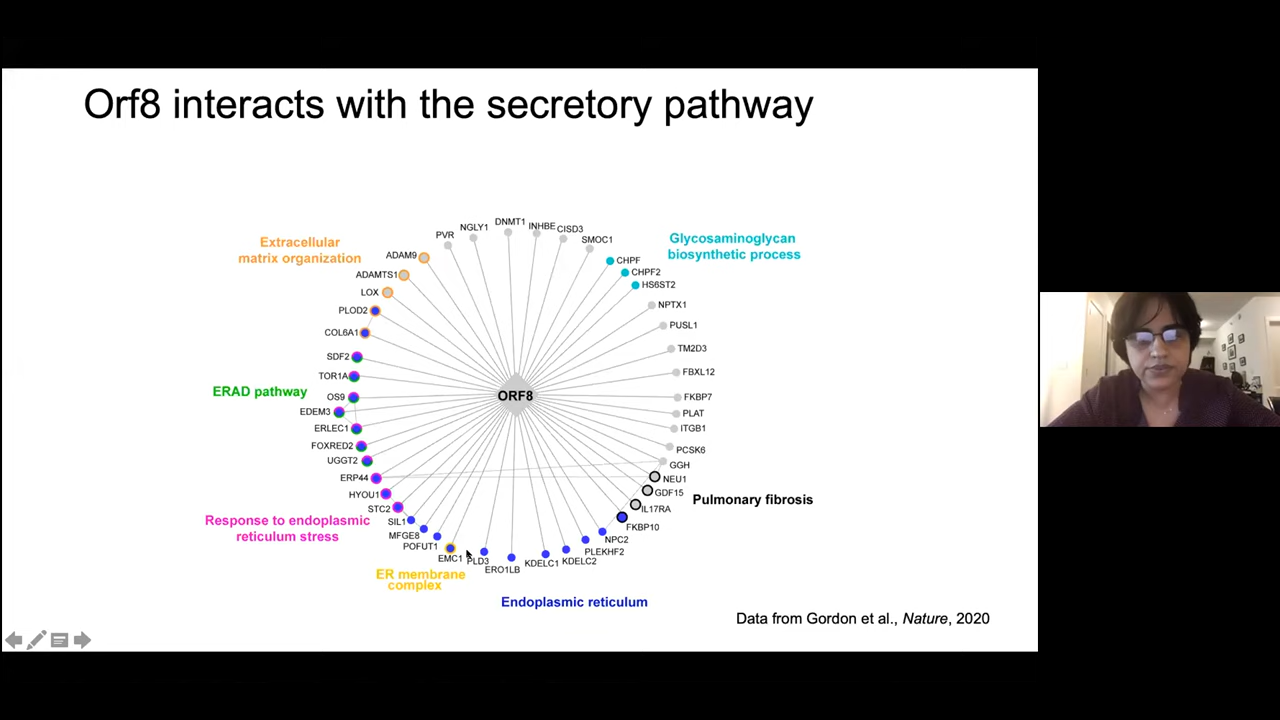 Orf8 interacts with the secretory pathway
Extracellular
matrix organization
Glycosaminoglycan
biosynthetic process
ERAD pathway
Response to endoplasmic
reticulum stress
ER membrane
complex
Endoplasmic reticulum
Pulmonary fibrosis
ORF8
PVR
NGLY1
DNMT1
INHBE
CISD3
SMOC1
CHPF
CHPF2
HS6ST2
NPTX1
PUSL1
TM2D3
FBXL12
FKBP7
PLAT
ITGB1
PCSK6
GGH
NEU1
GDF15
IL17RA
FKBP10
NPC2
PLEKHF2
KDELC2
KDELC1
ERO1LB
PLD3
EMC1
POFUT1
MFGE8
SIL1
STC2
HYOU1
ERP44
UGGT2
FOXRED2
ERLEC1
EDEM3
OS9
TOR1A
SDF2
COL6A1
PLOD2
LOX
ADAMTS1
ADAM9
Data from Gordon et al., Nature, 2020